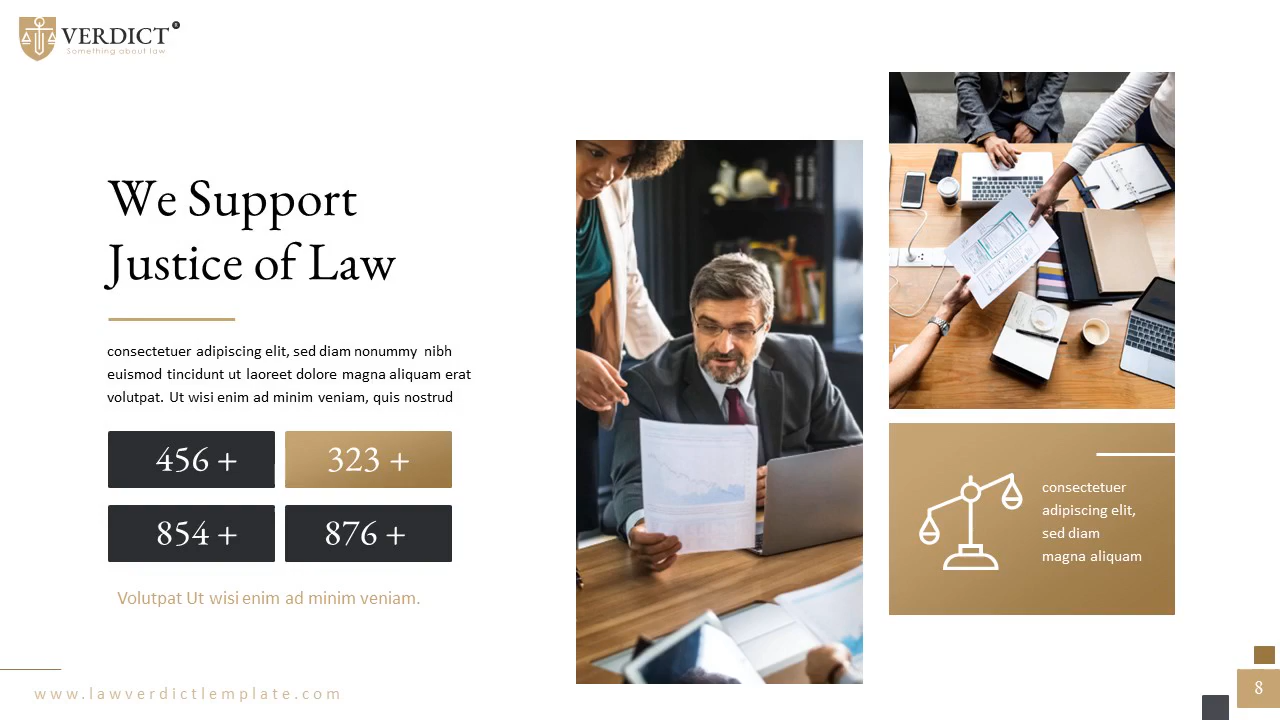 VERDICT
Something about law
We Support
Justice of Law
consectetuer adipiscing elit, sed diam nonummy nibh
euismod tincidunt ut laoreet dolore magna aliquam erat
volutpat. Ut wisi enim ad minim veniam, quis nostrud
456 +
323 +
854 +
876 +
Volutpat Ut wisi enim ad minim veniam.
consectetuer
adipiscing elit,
sed diam
magna aliquam
www.lawverdictlemplate.com
8